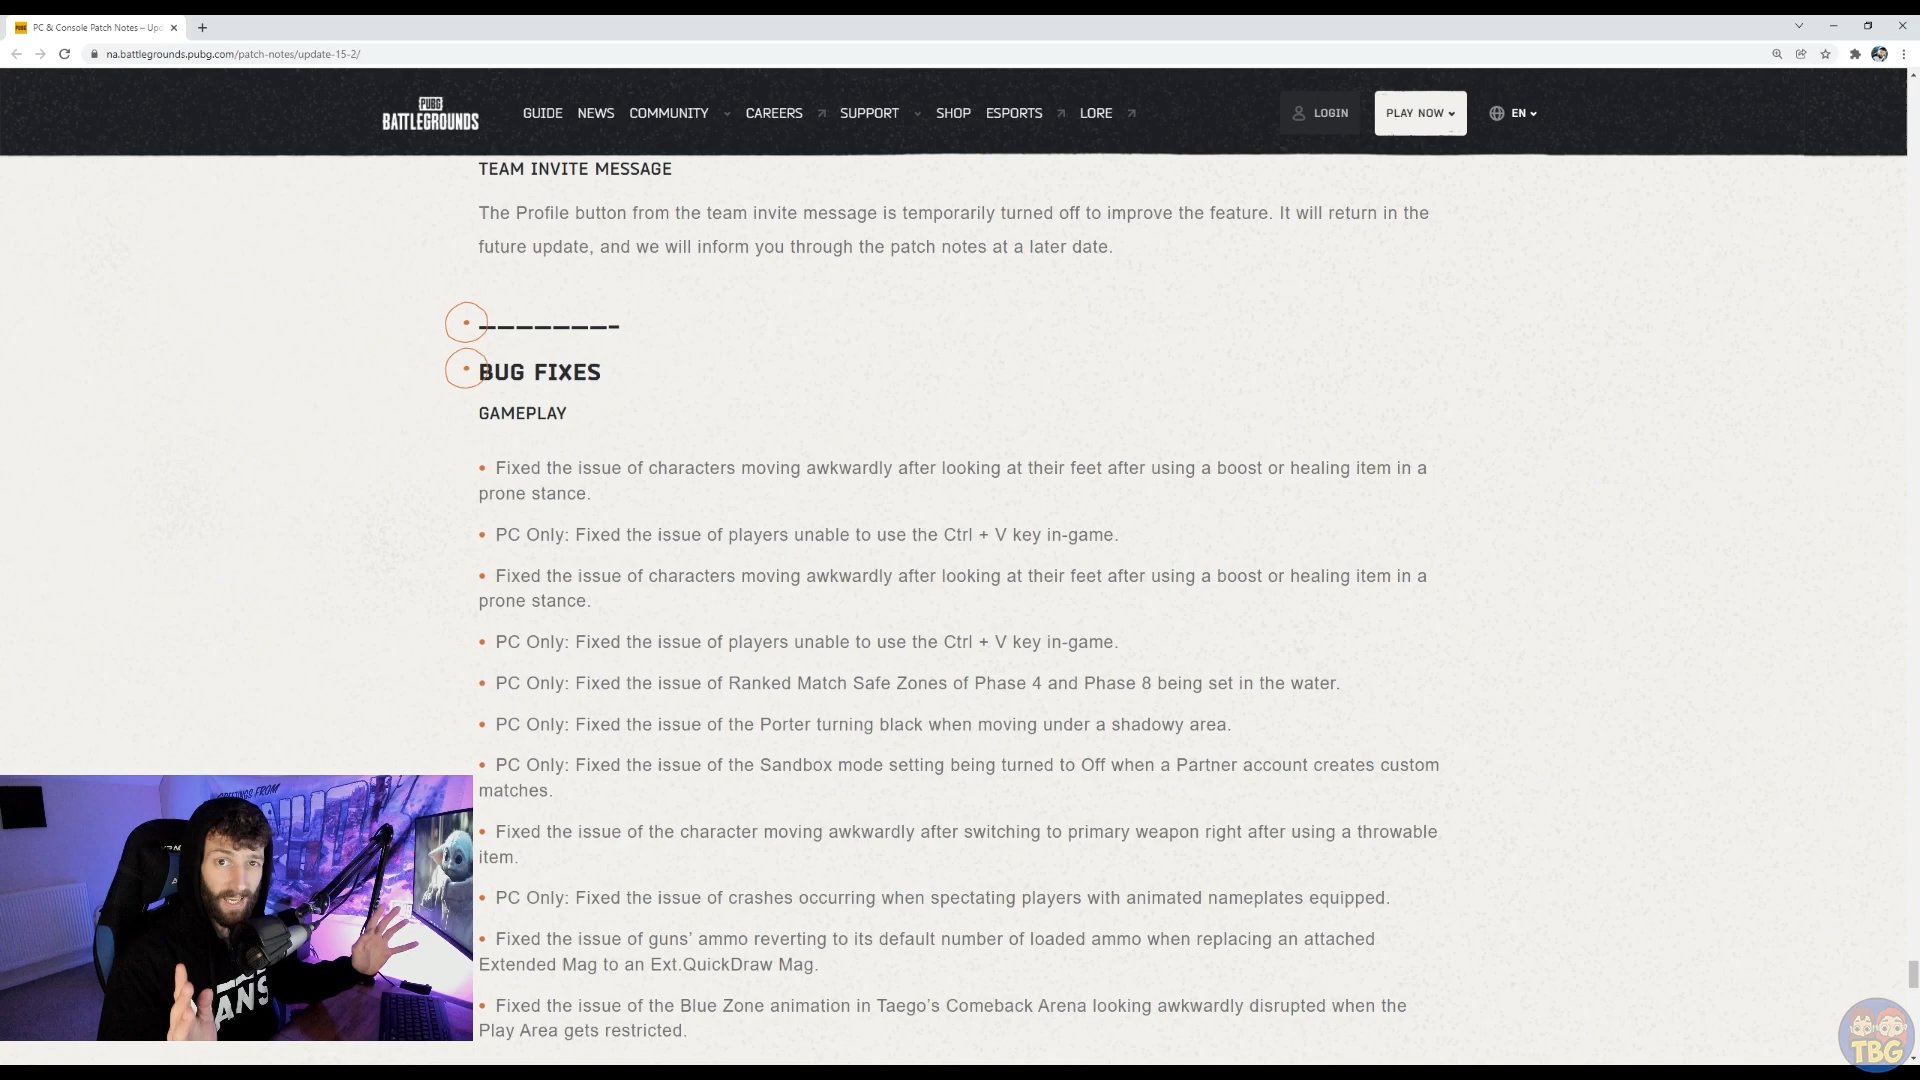 PC & Console Patch Notes – Upd
na.battlegrounds.pubg.com/patch-notes/update-15-2/
PUBG
BATTLEGROUNDS
GUIDE NEWS COMMUNITY CAREERS SUPPORT SHOP ESPORTS LORE
LOGIN
PLAY NOW
EN
TEAM INVITE MESSAGE
The Profile button from the team invite message is temporarily turned off to improve the feature. It will return in the
future update, and we will inform you through the patch notes at a later date.
————————-
BUG FIXES
GAMEPLAY
• Fixed the issue of characters moving awkwardly after looking at their feet after using a boost or healing item in a
prone stance.
• PC Only: Fixed the issue of players unable to use the Ctrl + V key in-game.
• Fixed the issue of characters moving awkwardly after looking at their feet after using a boost or healing item in a
prone stance.
• PC Only: Fixed the issue of players unable to use the Ctrl + V key in-game.
• PC Only: Fixed the issue of Ranked Match Safe Zones of Phase 4 and Phase 8 being set in the water.
• PC Only: Fixed the issue of the Porter turning black when moving under a shadowy area.
• PC Only: Fixed the issue of the Sandbox mode setting being turned to Off when a Partner account creates custom
matches.
• Fixed the issue of the character moving awkwardly after switching to primary weapon right after using a throwable
item.
• PC Only: Fixed the issue of crashes occurring when spectating players with animated nameplates equipped.
• Fixed the issue of guns’ ammo reverting to its default number of loaded ammo when replacing an attached
Extended Mag to an Ext.QuickDraw Mag.
• Fixed the issue of the Blue Zone animation in Taego’s Comeback Arena looking awkwardly disrupted when the
Play Area gets restricted.
GREETINGS FROM
ANS
TBG